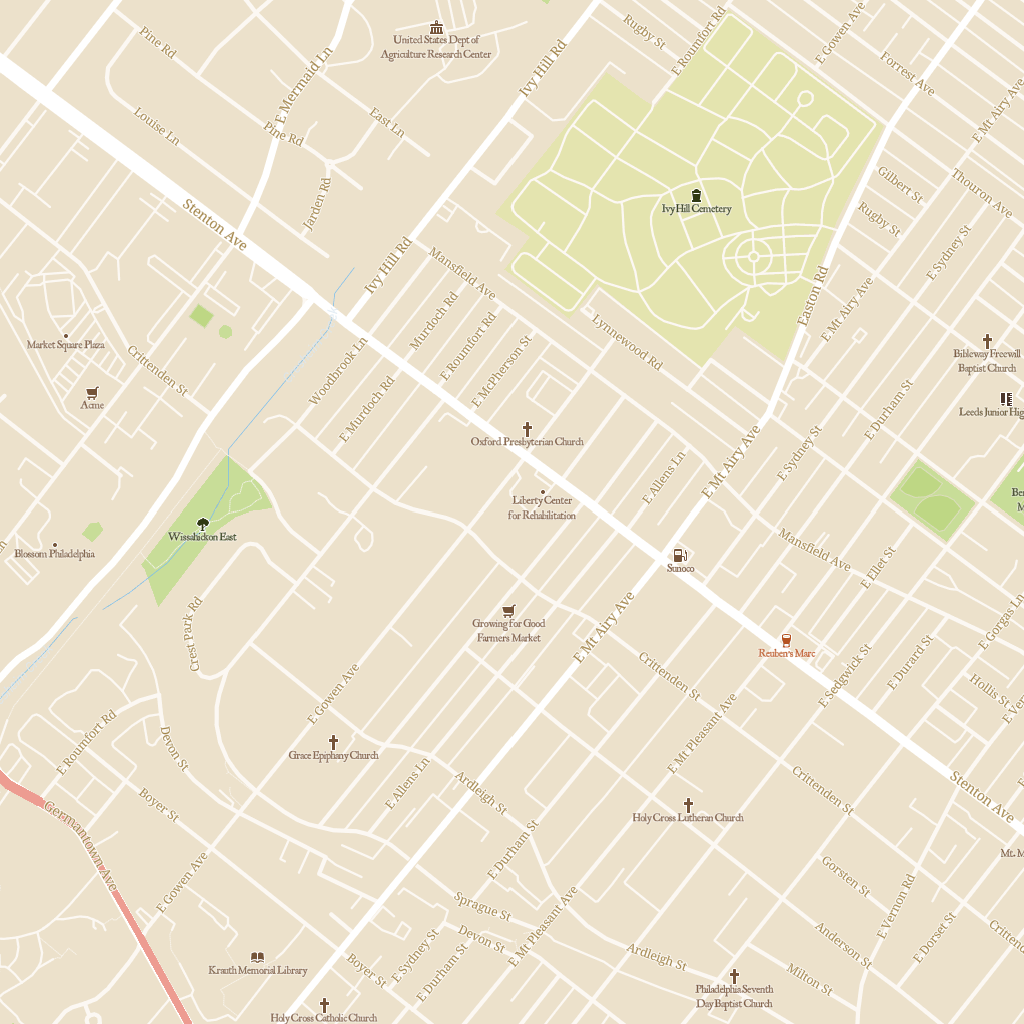 Pine Rd
United States Dept of
Agriculture Research Center
Rugby St
E Roumfort Rd
E Gowen Ave
Ivy Hill Rd
E Mermaid Ln
Forrest Ave
E Mt Airy Ave
Louise Ln
Pine Rd
East Ln
Jarden Rd
Stenton Ave
Ivy Hill Cemetery
Gilbert St
Thouron Ave
Rugby St
E Sydney St
Ivy Hill Rd
Mansfield Ave
Easton Rd
E Mt Airy Ave
Murdoch Rd
E Roumfort Rd
E McPherson St
Lynnewood Rd
Market Square Plaza
Crittenden St
Woodbrook Ln
Bibleway Freewill
Baptist Church
Acme
E Murdoch Rd
E Durham St
Leeds Junior Hig
Oxford Presbyterian Church
E Mt Airy Ave
E Sydney St
E Allens Ln
Liberty Center
for Rehabilitation
Wissahickon East
Blossom Philadelphia
Mansfield Ave
E Ellet St
Sunoco
Crest Park Rd
Growing for Good
Farmers Market
E Mt Airy Ave
E Gorgas Ln
Reuben's Marc
Crittenden St
E Sedgwick St
E Durard St
Hollis St
E Gowen Ave
E Roumfort Rd
Devon St
E Mt Pleasant Ave
Grace Epiphany Church
E Allens Ln
Ardleigh St
Crittenden St
Stenton Ave
Boyer St
Germantown Ave
Holy Cross Lutheran Church
E Durham St
E Gowen Ave
Gorsten St
Sprague St
E Mt Pleasant Ave
E Vernon Rd
E Dorset St
Anderson St
Devon St
E Sydney St
E Durham St
Ardleigh St
Boyer St
Krauth Memorial Library
Milton St
Philadelphia Seventh
Day Baptist Church
Holy Cross Catholic Church